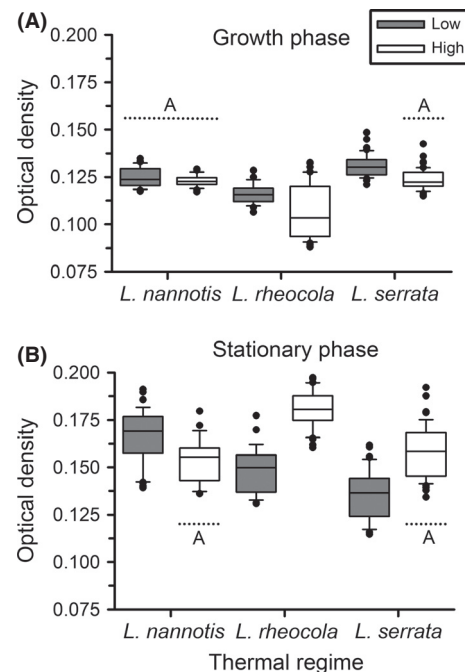 (A)
Growth phase
Low
High
Optical density
0.200
0.175
0.150
0.125
0.100
0.075
A
A
L. nannotis L. rheocola L. serrata
(B)
Stationary phase
Optical density
0.200
0.175
0.150
0.120
0.100
0.075
A
A
L. nannotis L. rheocola L. serrata
Thermal regime